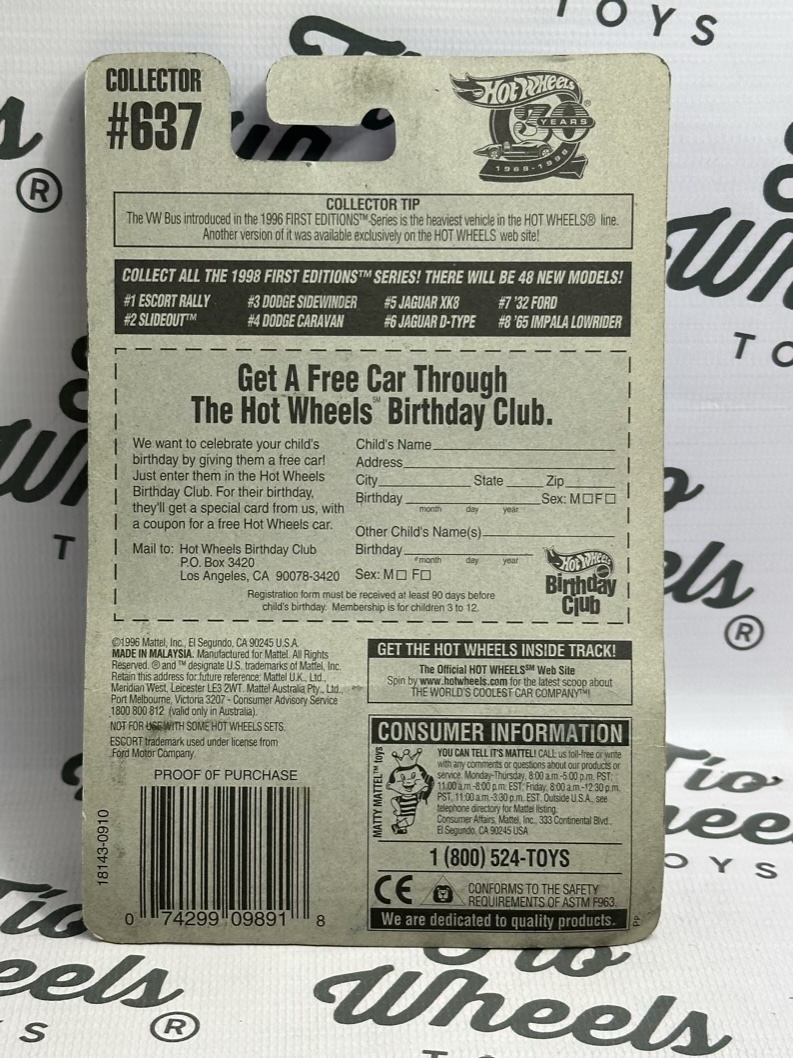 TOYS
COLLECTOR
#637
Hot Wheels®
30
YEARS
1968-1998
COLLECTOR TIP
The VW Bus introduced in the 1996 FIRST EDITIONS™ Series is the heaviest vehicle in the HOT WHEELS® line.
Another version of it was available exclusively on the HOT WHEELS web site!
COLLECT ALL THE 1998 FIRST EDITIONS™ SERIES! THERE WILL BE 48 NEW MODELS!
#1 ESCORT RALLY #3 DODGE SIDEWINDER #5 JAGUAR XK8 #7 '32 FORD
#2 SLIDEOUT™ #4 DODGE CARAVAN #6 JAGUAR D-TYPE #8 '65 IMPALA LOWRIDER
Get A Free Car Through
The Hot Wheels℠ Birthday Club.
We want to celebrate your child's
birthday by giving them a free car!
Just enter them in the Hot Wheels
Birthday Club. For their birthday,
they'll get a special card from us, with
a coupon for a free Hot Wheels car.
Mail to: Hot Wheels Birthday Club
P.O. Box 3420
Los Angeles, CA 90078-3420
Child's Name
Address
City State Zip
Birthday Sex: M☐F☐
month day year
Other Child's Name(s)
Birthday
month day year
Sex: M☐ F☐
Hot Wheels
Birthday
Club
Registration form must be received at least 90 days before
child's birthday. Membership is for children 3 to 12.
©1996 Mattel, Inc., El Segundo, CA 90245 U.S.A.
MADE IN MALAYSIA. Manufactured for Mattel. All Rights
Reserved. ® and ™ designate U.S. trademarks of Mattel, Inc.
Retain this address for future reference: Mattel U.K., Ltd.,
Meridian West, Leicester LE3 2WT. Mattel Australia Pty., Ltd.,
Port Melbourne, Victoria 3207 - Consumer Advisory Service
1800 800 812 (valid only in Australia).
NOT FOR USE WITH SOME HOT WHEELS SETS.
ESCORT trademark used under license from
Ford Motor Company.
PROOF OF PURCHASE
18143-0910
0 74299 09891 8
GET THE HOT WHEELS INSIDE TRACK!
The Official HOT WHEELS℠ Web Site
Spin by www.hotwheels.com for the latest scoop about
THE WORLD'S COOLEST CAR COMPANY™!
CONSUMER INFORMATION
MATTY MATTEL™ toys
YOU CAN TELL IT'S MATTEL! CALL us toll-free or write
with any comments or questions about our products or
service. Monday-Thursday, 8:00 a.m.-5:00 p.m. PST;
11:00 a.m.-8:00 p.m. EST; Friday, 8:00 a.m.-12:30 p.m.
PST, 11:00 a.m.-3:30 p.m. EST. Outside U.S.A., see
telephone directory for Mattel listing.
Consumer Affairs, Mattel, Inc., 333 Continental Blvd.,
El Segundo, CA 90245 USA
1 (800) 524-TOYS
CE
CONFORMS TO THE SAFETY
REQUIREMENTS OF ASTM F963.
We are dedicated to quality products.
PP
Tio
Wheels
®